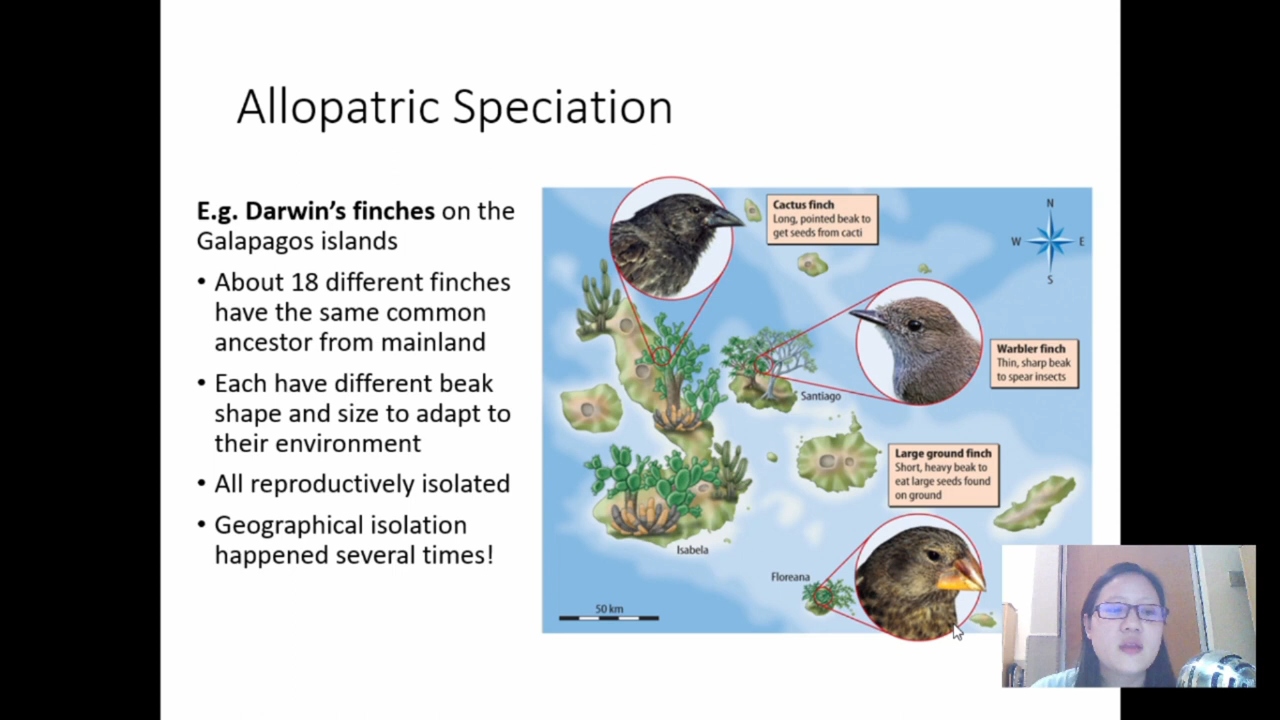 Allopatric Speciation
E.g. Darwin's finches on the
Galapagos islands
• About 18 different finches
have the same common
ancestor from mainland
• Each have different beak
shape and size to adapt to
their environment
• All reproductively isolated
• Geographical isolation
happened several times!
Cactus finch
Long, pointed beak to
get seeds from cacti
N
W E
S
Warbler finch
Thin, sharp beak
to spear insects
Santiago
Large ground finch
Short, heavy beak to
eat large seeds found
on ground
Isabela
Floreana
50 km